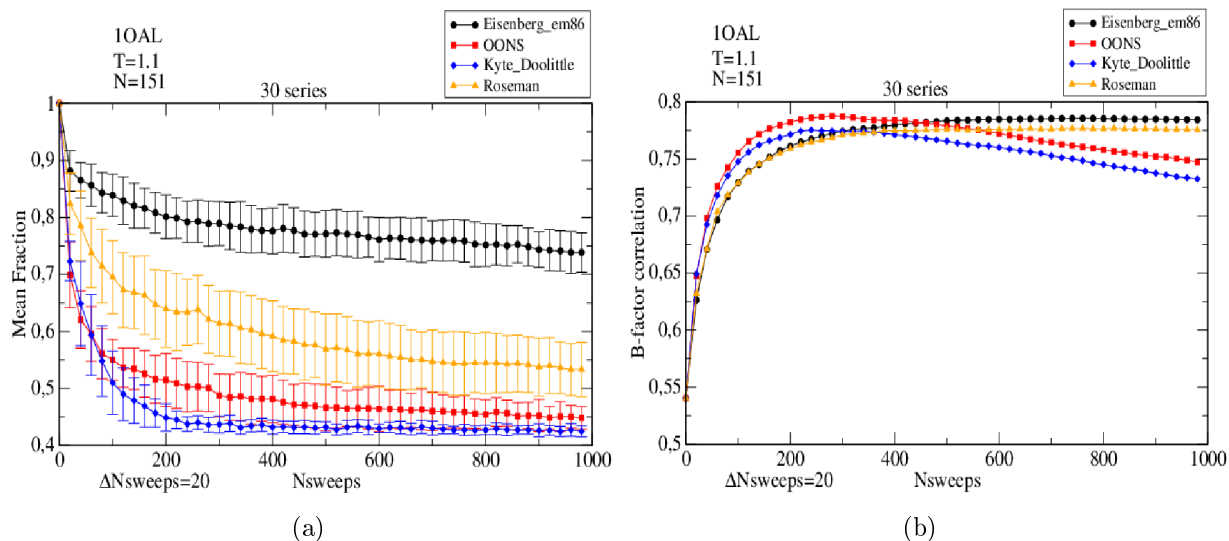 1OAL
T=1.1
N=151
30 series
Eisenberg_em86
OONS
Kyte_Doolittle
Roseman
Mean Fraction
1
0,9
0,8
0,7
0,6
0,5
0,4
0 200 400 600 800 1000
ΔNsweeps=20 Nsweeps
(a)
1OAL
T=1.1
N=151
30 series
Eisenberg_em86
OONS
Kyte_Doolittle
Roseman
B-factor correlation
0,8
0,75
0,7
0,65
0,6
0,55
0,5
0 200 400 600 800 1000
ΔNsweeps=20 Nsweeps
(b)